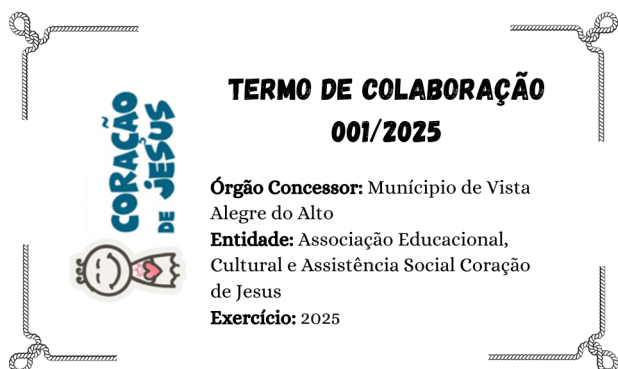 TERMO DE COLABORAÇÃO
001/2025
CORAÇÃO
DE JESUS
Órgão Concessor: Munícipio de Vista
Alegre do Alto
Entidade: Associação Educacional,
Cultural e Assistência Social Coração
de Jesus
Exercício: 2025